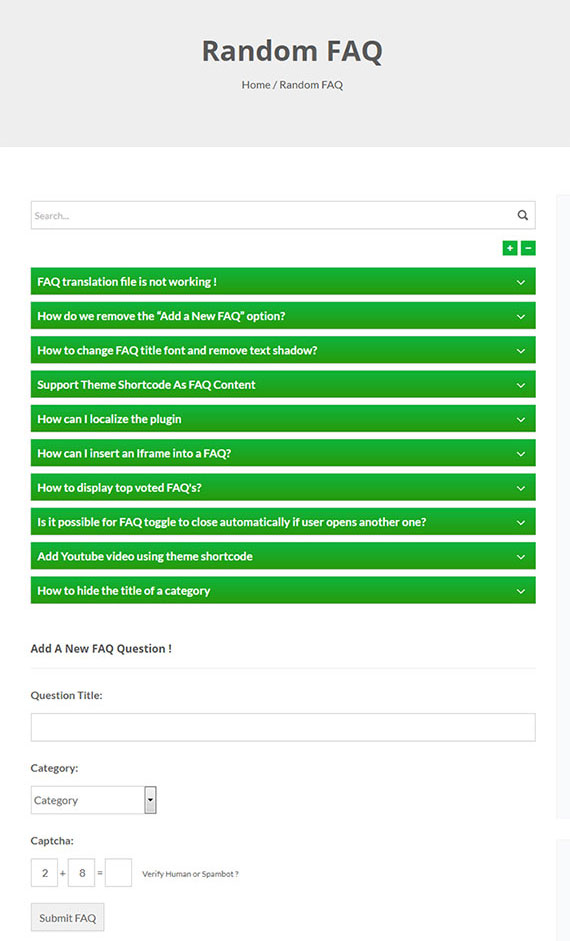 Random FAQ
Home / Random FAQ
Search...
+ −
FAQ translation file is not working !
How do we remove the “Add a New FAQ” option?
How to change FAQ title font and remove text shadow?
Support Theme Shortcode As FAQ Content
How can I localize the plugin
How can I insert an Iframe into a FAQ?
How to display top voted FAQ's?
Is it possible for FAQ toggle to close automatically if user opens another one?
Add Youtube video using theme shortcode
How to hide the title of a category
Add A New FAQ Question !
Question Title:
Category:
Category
Captcha:
2 + 8 = Verify Human or Spambot ?
Submit FAQ